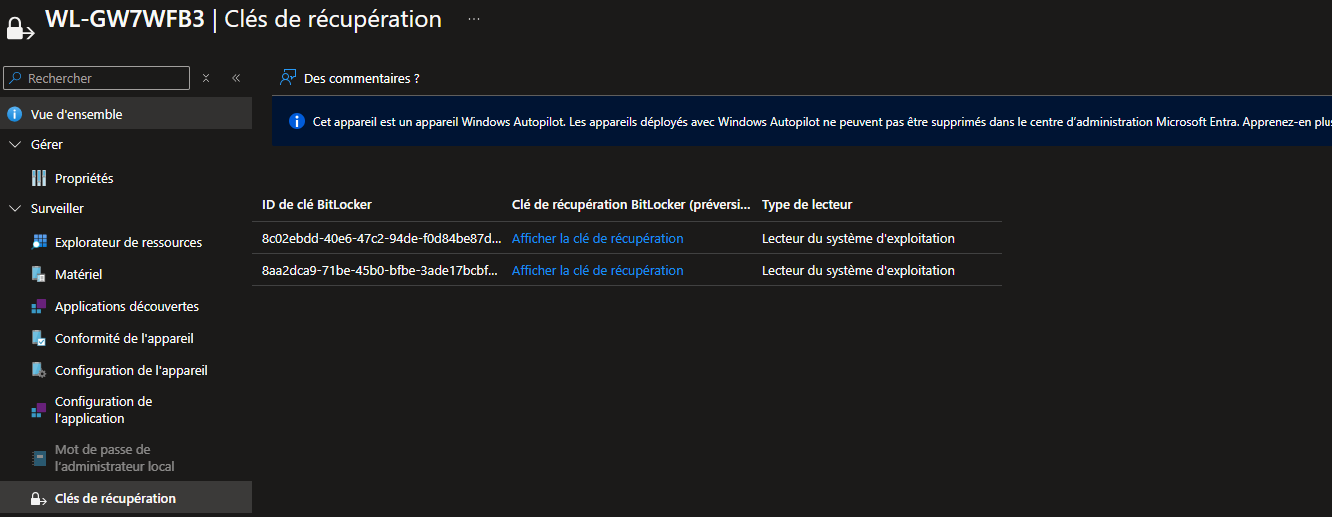 WL-GW7WFB3 | Clés de récupération ...
Rechercher
Des commentaires ?
Vue d'ensemble
Cet appareil est un appareil Windows Autopilot. Les appareils déployés avec Windows Autopilot ne peuvent pas être supprimés dans le centre d'administration Microsoft Entra. Apprenez-en plus
Gérer
Propriétés
Surveiller
Explorateur de ressources
Matériel
Applications découvertes
Conformité de l'appareil
Configuration de l'appareil
Configuration de
l'application
Mot de passe de
l'administrateur local
Clés de récupération
ID de clé BitLocker Clé de récupération BitLocker (préversi... Type de lecteur
8c02ebdd-40e6-47c2-94de-f0d84be87d... Afficher la clé de récupération Lecteur du système d'exploitation
8aa2dca9-71be-45b0-bfbe-3ade17bcbf... Afficher la clé de récupération Lecteur du système d'exploitation